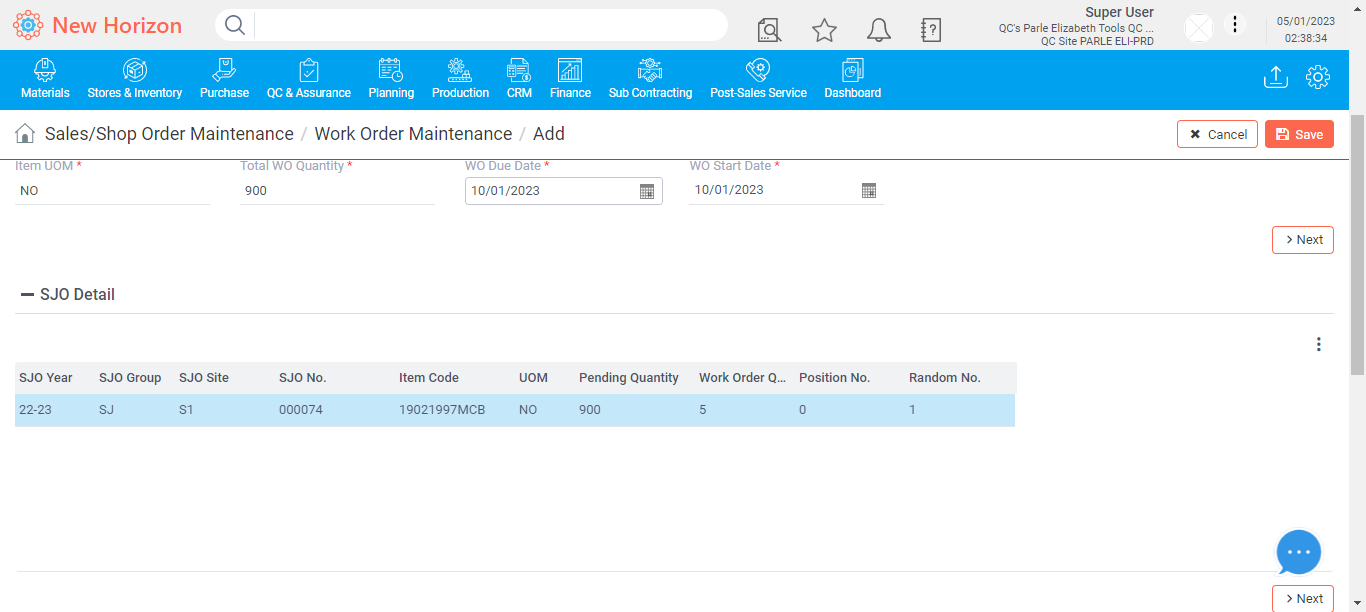 New Horizon
Super User
QC's Parle Elizabeth Tools QC ...
QC Site PARLE ELI-PRD
05/01/2023
02:38:34
Materials
Stores & Inventory
Purchase
QC & Assurance
Planning
Production
CRM
Finance
Sub Contracting
Post-Sales Service
Dashboard
Sales/Shop Order Maintenance / Work Order Maintenance / Add
Cancel
Save
Item UOM * Total WO Quantity * WO Due Date * WO Start Date *
NO 900 10/01/2023 10/01/2023
> Next
SJO Detail
SJO Year SJO Group SJO Site SJO No. Item Code UOM Pending Quantity Work Order Q... Position No. Random No.
22-23 SJ S1 000074 19021997MCB NO 900 5 0 1
> Next